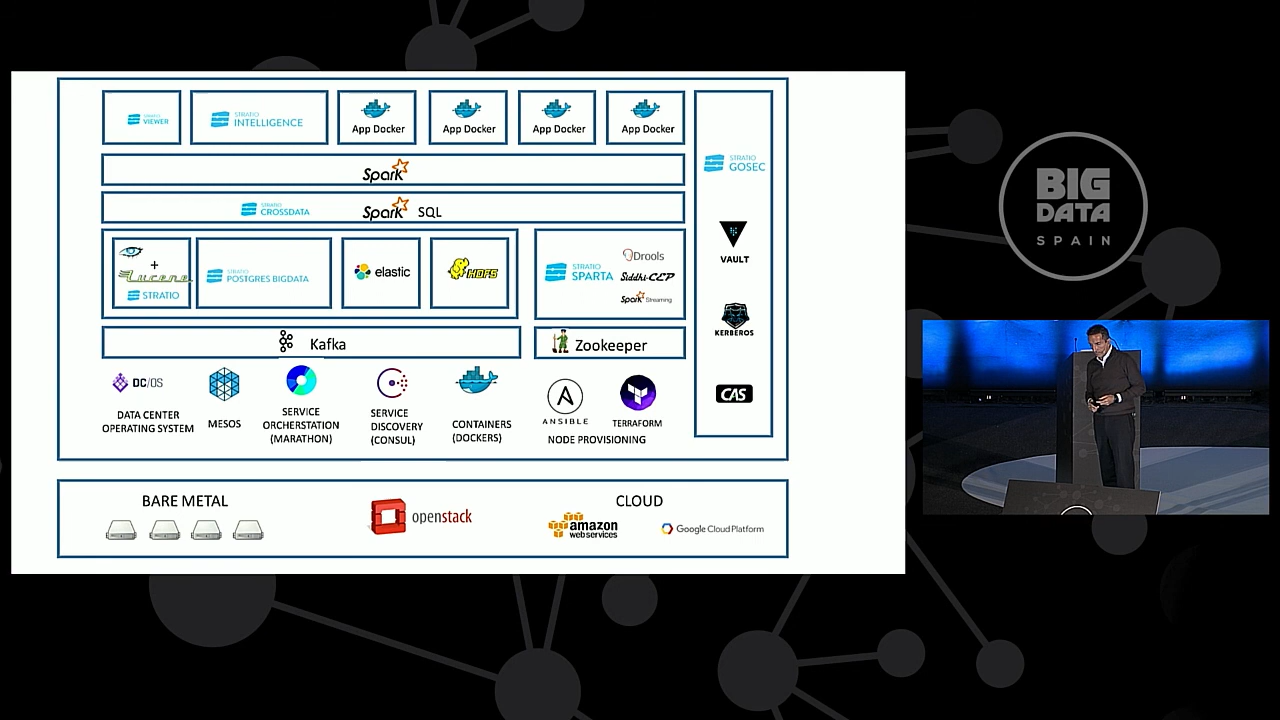 STRATIO
VIEWER
STRATIO
INTELLIGENCE
App Docker
App Docker
App Docker
App Docker
Spark
STRATIO
CROSSDATA
Spark SQL
+
Lucene
STRATIO
STRATIO
POSTGRES BIGDATA
elastic
HDFS
STRATIO
SPARTA
Drools
Siddhi-CEP
Spark Streaming
Kafka
Zookeeper
DC/OS
DATA CENTER
OPERATING SYSTEM
MESOS
SERVICE
ORCHERSTATION
(MARATHON)
SERVICE
DISCOVERY
(CONSUL)
CONTAINERS
(DOCKERS)
ANSIBLE
TERRAFORM
NODE PROVISIONING
STRATIO
GOSEC
VAULT
KERBEROS
CAS
BARE METAL
openstack
CLOUD
amazon
web services
Google Cloud Platform
BIG
DATA
SPAIN